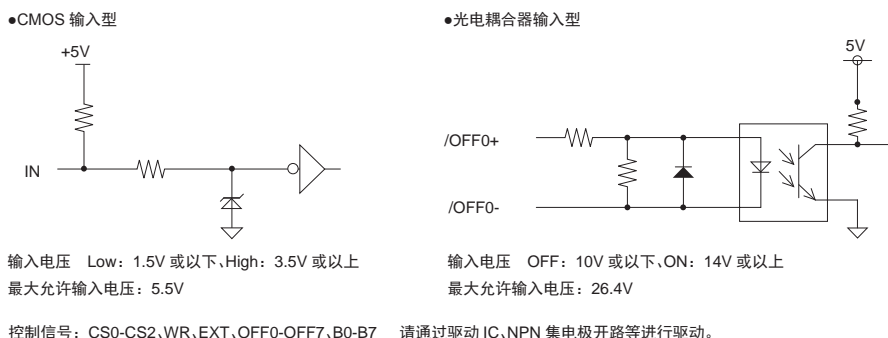 ●CMOS 输入型
+5V
IN
输入电压 Low：1.5V 或以下、High：3.5V 或以上
最大允许输入电压：5.5V
●光电耦合器输入型
5V
/OFF0+
/OFF0-
输入电压 OFF：10V 或以下、ON：14V 或以上
最大允许输入电压：26.4V
控制信号：CS0-CS2、WR、EXT、OFF0-OFF7、B0-B7 请通过驱动 IC、NPN 集电极开路等进行驱动。